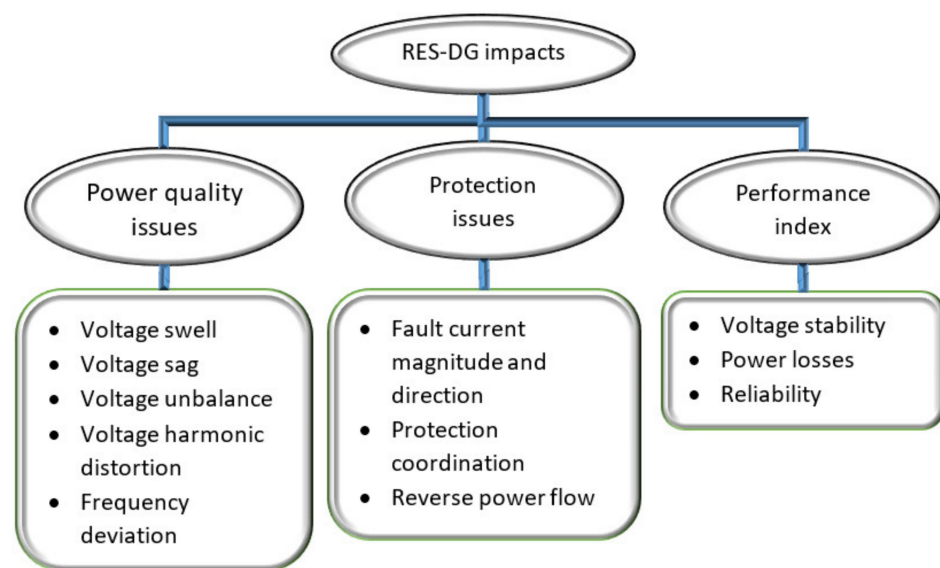 RES-DG impacts
Power quality
issues
Protection
issues
Performance
index
• Voltage swell
• Voltage sag
• Voltage unbalance
• Voltage harmonic
distortion
• Frequency
deviation
• Fault current
magnitude and
direction
• Protection
coordination
• Reverse power flow
• Voltage stability
• Power losses
• Reliability